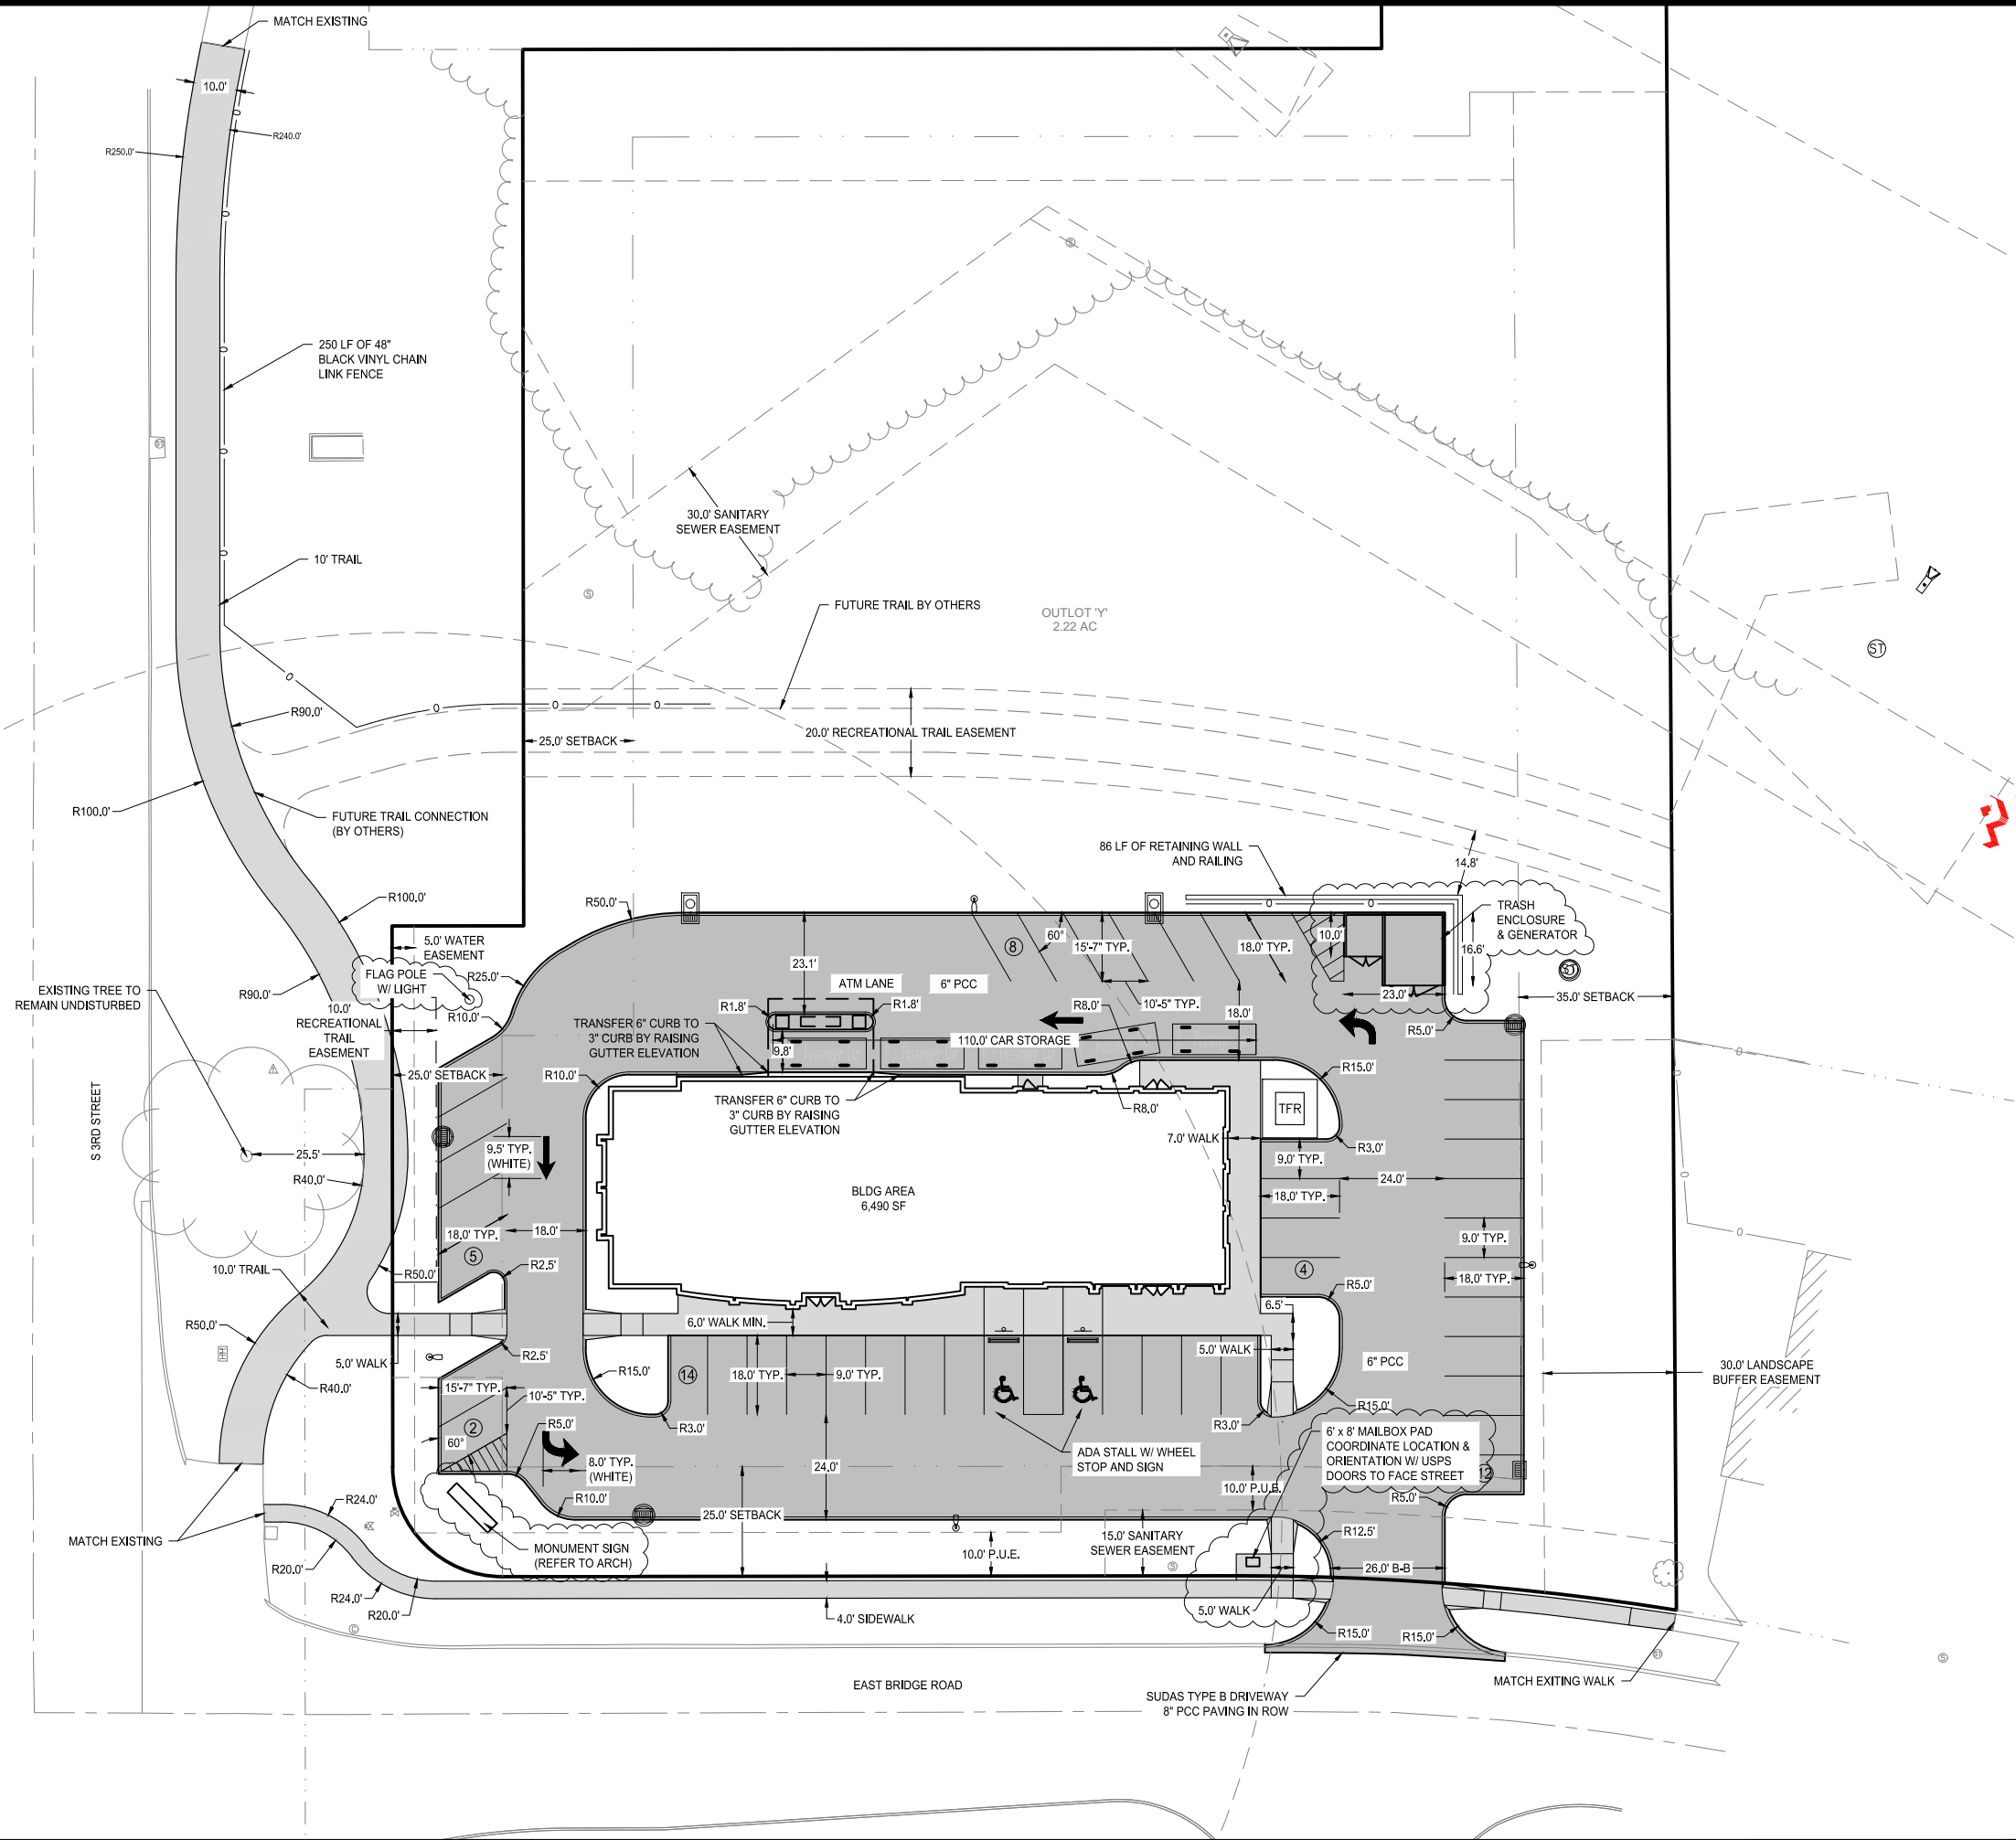 MATCH EXISTING
10.0'
R240.0'
R250.0'
250 LF OF 48"
BLACK VINYL CHAIN
LINK FENCE
ST
S
30.0' SANITARY
SEWER EASEMENT
10' TRAIL
S
FUTURE TRAIL BY OTHERS
OUTLOT 'Y'
2.22 AC
ST
R90.0'
25.0' SETBACK
20.0' RECREATIONAL TRAIL EASEMENT
R100.0'
FUTURE TRAIL CONNECTION
(BY OTHERS)
86 LF OF RETAINING WALL
AND RAILING
14.8'
R100.0'
R50.0'
TRASH
ENCLOSURE
& GENERATOR
5.0' WATER
EASEMENT
FLAG POLE
W/ LIGHT
R25.0'
23.1'
8
60°
15'-7" TYP.
18.0' TYP.
10.0'
16.6'
ST
EXISTING TREE TO
REMAIN UNDISTURBED
R90.0'
ATM LANE
6" PCC
10.0'
RECREATIONAL
TRAIL
EASEMENT
R10.0'
R1.8'
R1.8'
R8.0'
10'-5" TYP.
18.0'
23.0'
35.0' SETBACK
TRANSFER 6" CURB TO
3" CURB BY RAISING
GUTTER ELEVATION
9.8'
110.0' CAR STORAGE
R5.0'
25.0' SETBACK
R10.0'
R15.0'
TRANSFER 6" CURB TO
3" CURB BY RAISING
GUTTER ELEVATION
R8.0'
TFR
S 3RD STREET
25.5'
9.5' TYP.
(WHITE)
7.0' WALK
R3.0'
9.0' TYP.
R40.0'
24.0'
BLDG AREA
6,490 SF
18.0' TYP.
18.0' TYP.
18.0'
9.0' TYP.
5
R2.5'
4
10.0' TRAIL
R50.0'
18.0' TYP.
R5.0'
6.5'
R50.0'
6.0' WALK MIN.
HH
5.0' WALK
R2.5'
R15.0'
5.0' WALK
6" PCC
14
18.0' TYP.
9.0' TYP.
30.0' LANDSCAPE
BUFFER EASEMENT
R40.0'
15'-7" TYP.
10'-5" TYP.
R15.0'
2
R5.0'
R3.0'
R3.0'
60°
6' x 8' MAILBOX PAD
COORDINATE LOCATION &
ORIENTATION W/ USPS
DOORS TO FACE STREET
12
ADA STALL W/ WHEEL
STOP AND SIGN
8.0' TYP.
(WHITE)
24.0'
10.0' P.U.E.
R24.0'
R10.0'
25.0' SETBACK
R5.0'
MATCH EXISTING
MONUMENT SIGN
(REFER TO ARCH)
10.0' P.U.E.
15.0' SANITARY
SEWER EASEMENT
S
R12.5'
26.0' B-B
R20.0'
R24.0'
R20.0'
C
4.0' SIDEWALK
5.0' WALK
R15.0'
R15.0'
ST
S
EAST BRIDGE ROAD
SUDAS TYPE B DRIVEWAY
8" PCC PAVING IN ROW
MATCH EXITING WALK